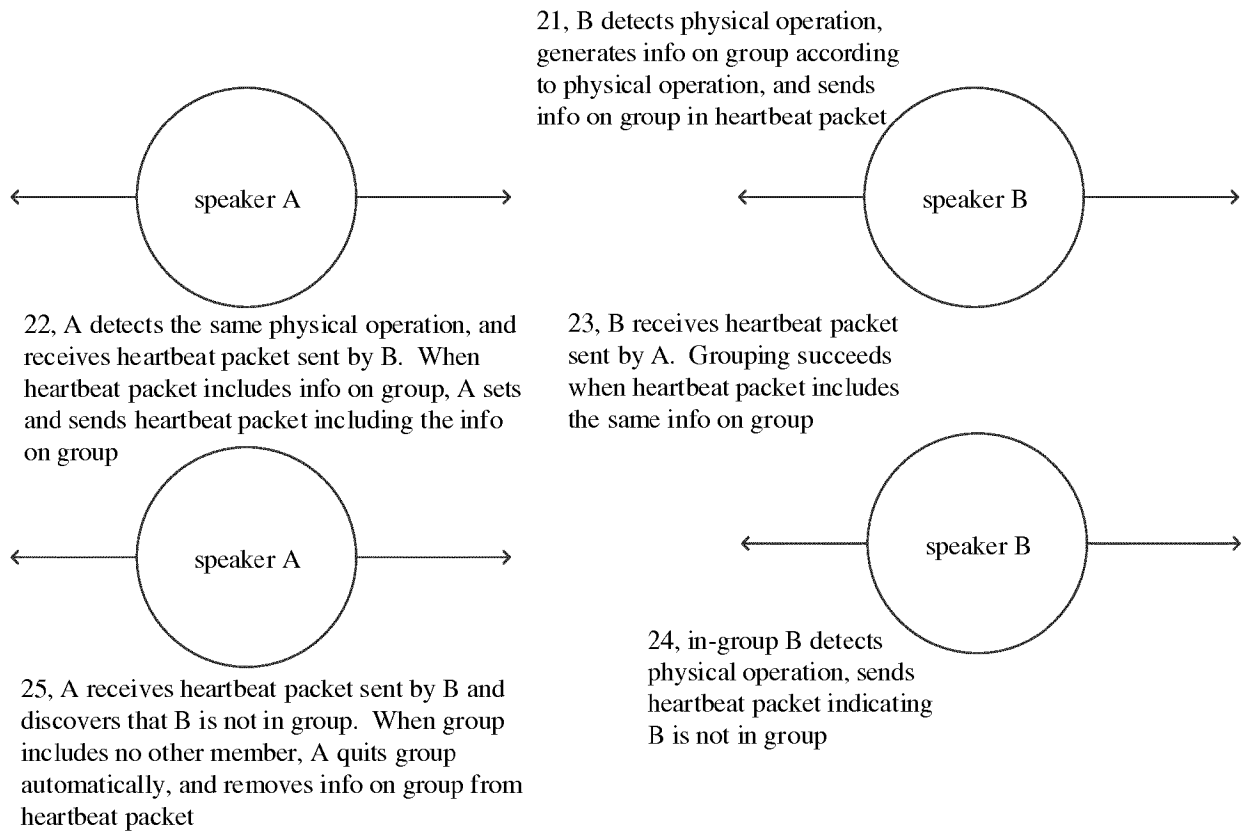 21, B detects physical operation,
generates info on group according
to physical operation, and sends
info on group in heartbeat packet
speaker A
speaker B
22, A detects the same physical operation, and
receives heartbeat packet sent by B.  When
heartbeat packet includes info on group, A sets
and sends heartbeat packet including the info
on group
23, B receives heartbeat packet
sent by A.  Grouping succeeds
when heartbeat packet includes
the same info on group
speaker A
speaker B
24, in-group B detects
physical operation, sends
heartbeat packet indicating
B is not in group
25, A receives heartbeat packet sent by B and
discovers that B is not in group.  When group
includes no other member, A quits group
automatically, and removes info on group from
heartbeat packet